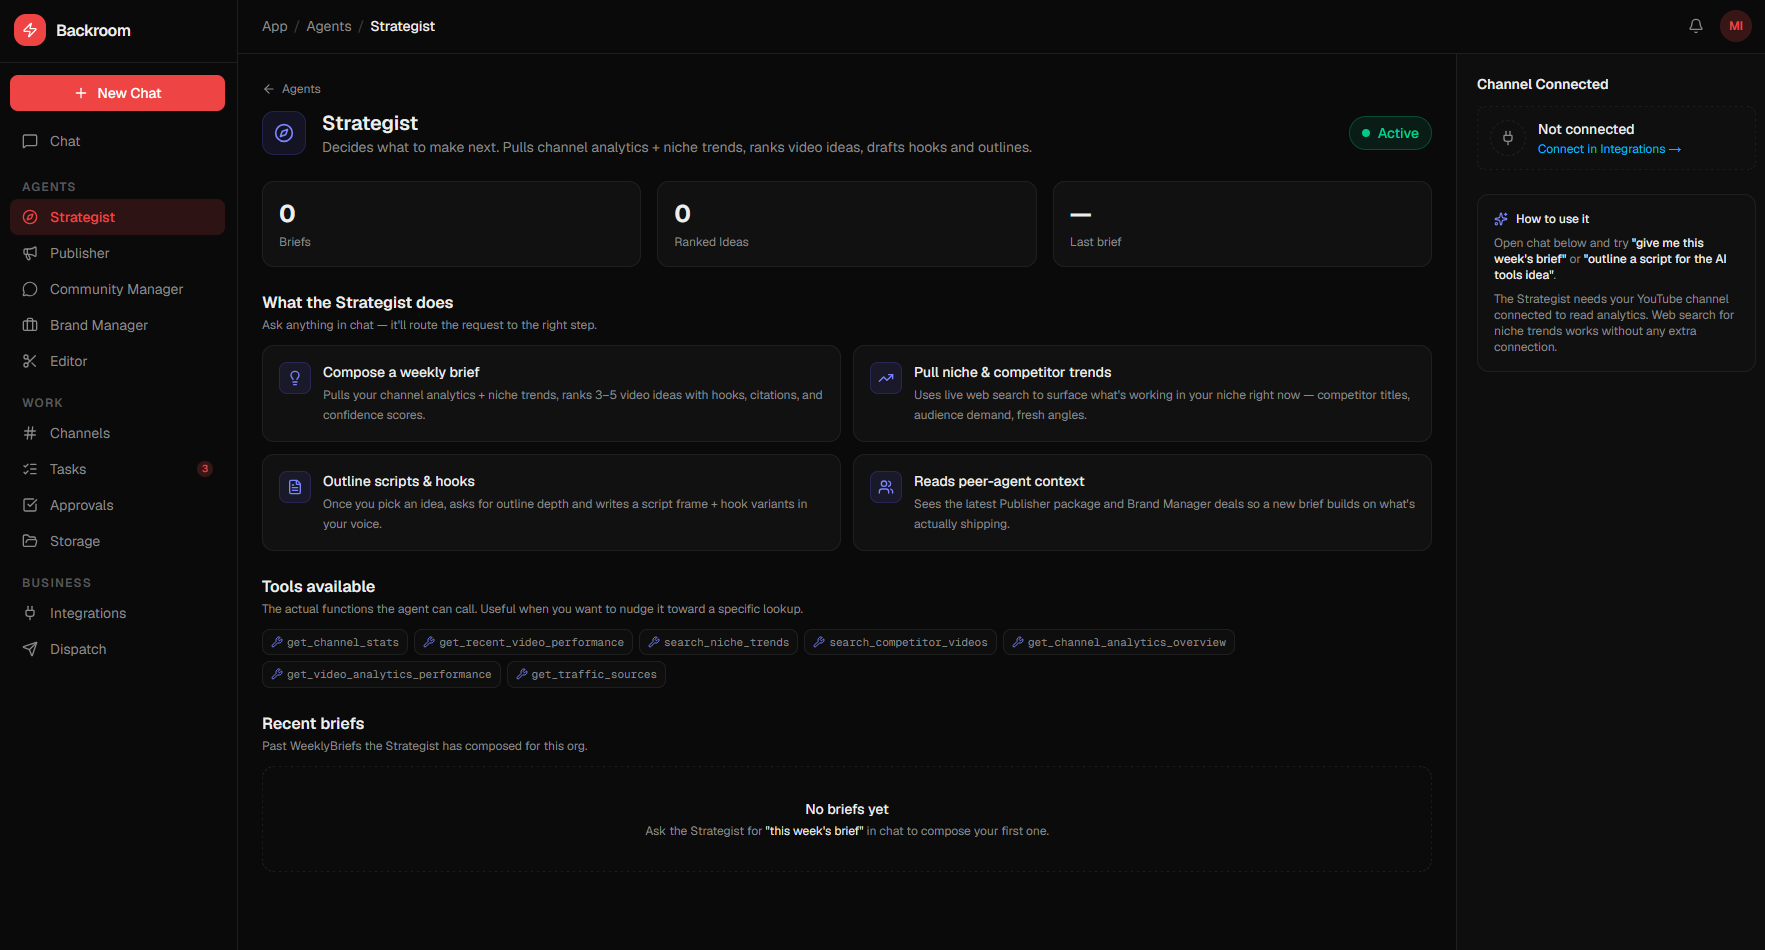 Backroom
New Chat
Chat
AGENTS
Strategist
Publisher
Community Manager
Brand Manager
Editor
WORK
Channels
Tasks
3
Approvals
Storage
BUSINESS
Integrations
Dispatch
App / Agents / Strategist
MI
← Agents
Strategist
Decides what to make next. Pulls channel analytics + niche trends, ranks video ideas, drafts hooks and outlines.
Active
0
Briefs
0
Ranked Ideas
—
Last brief
What the Strategist does
Ask anything in chat — it'll route the request to the right step.
Compose a weekly brief
Pulls your channel analytics + niche trends, ranks 3–5 video ideas with hooks, citations, and
confidence scores.
Pull niche & competitor trends
Uses live web search to surface what's working in your niche right now — competitor titles,
audience demand, fresh angles.
Outline scripts & hooks
Once you pick an idea, asks for outline depth and writes a script frame + hook variants in
your voice.
Reads peer-agent context
Sees the latest Publisher package and Brand Manager deals so a new brief builds on what's
actually shipping.
Tools available
The actual functions the agent can call. Useful when you want to nudge it toward a specific lookup.
get_channel_stats
get_recent_video_performance
search_niche_trends
search_competitor_videos
get_channel_analytics_overview
get_video_analytics_performance
get_traffic_sources
Recent briefs
Past WeeklyBriefs the Strategist has composed for this org.
No briefs yet
Ask the Strategist for "this week's brief" in chat to compose your first one.
Channel Connected
Not connected
Connect in Integrations →
How to use it
Open chat below and try "give me this
week's brief" or "outline a script for the AI
tools idea".
The Strategist needs your YouTube channel
connected to read analytics. Web search for
niche trends works without any extra
connection.